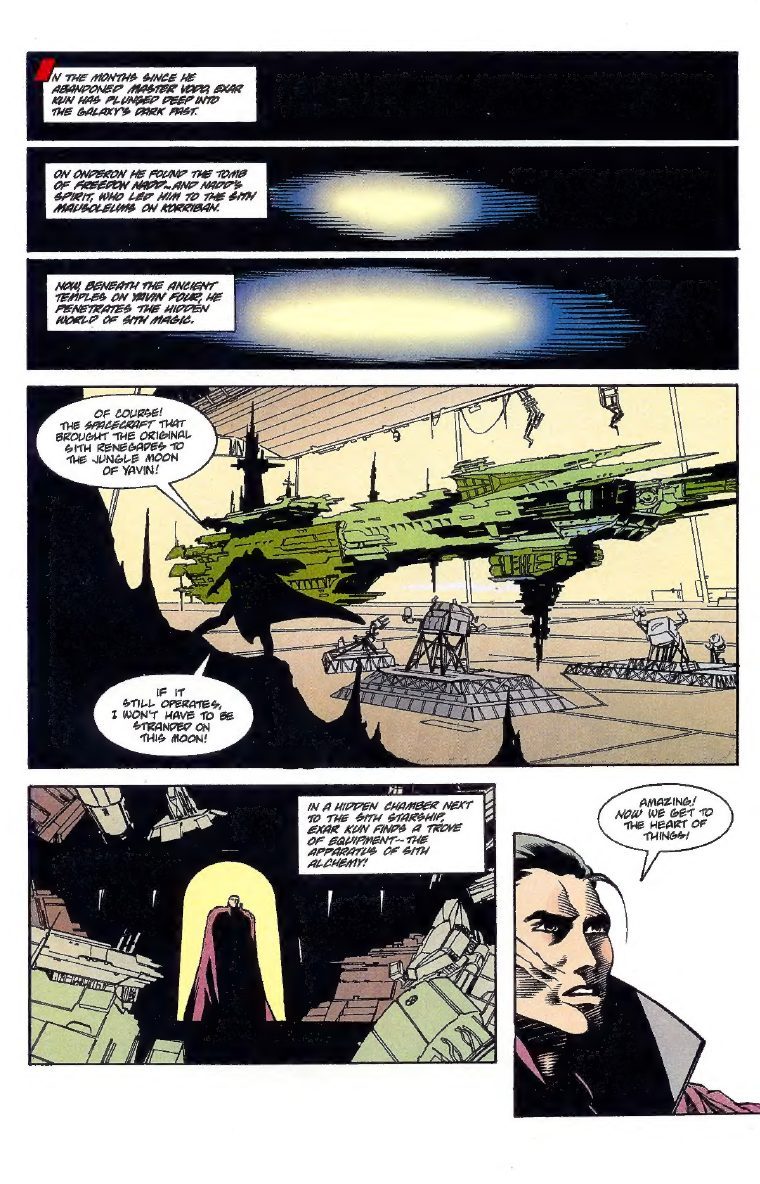 IN THE MONTHS SINCE HE
ABANDONED MASTER VODO, EXAR
KUN HAS PLUNGED DEEP INTO
THE GALAXY'S DARK PAST.
ON ONDERON HE FOUND THE TOMB
OF FREEDON NADD... AND NADD'S
SPIRIT, WHO LED HIM TO THE SITH
MAUSOLEUMS ON KORRIBAN.
NOW, BENEATH THE ANCIENT
TEMPLES ON YAVIN FOUR, HE
PENETRATES THE HIDDEN
WORLD OF SITH MAGIC.
OF COURSE!
THE SPACECRAFT THAT
BROUGHT THE ORIGINAL
SITH RENEGADES TO
THE JUNGLE MOON
OF YAVIN!
IF IT
STILL OPERATES,
I WON'T HAVE TO BE
STRANDED ON
THIS MOON!
IN A HIDDEN CHAMBER NEXT
TO THE SITH STARSHIP,
EXAR KUN FINDS A TROVE
OF EQUIPMENT--THE
APPARATUS OF SITH
ALCHEMY!
AMAZING!
NOW WE GET TO
THE HEART OF
THINGS!